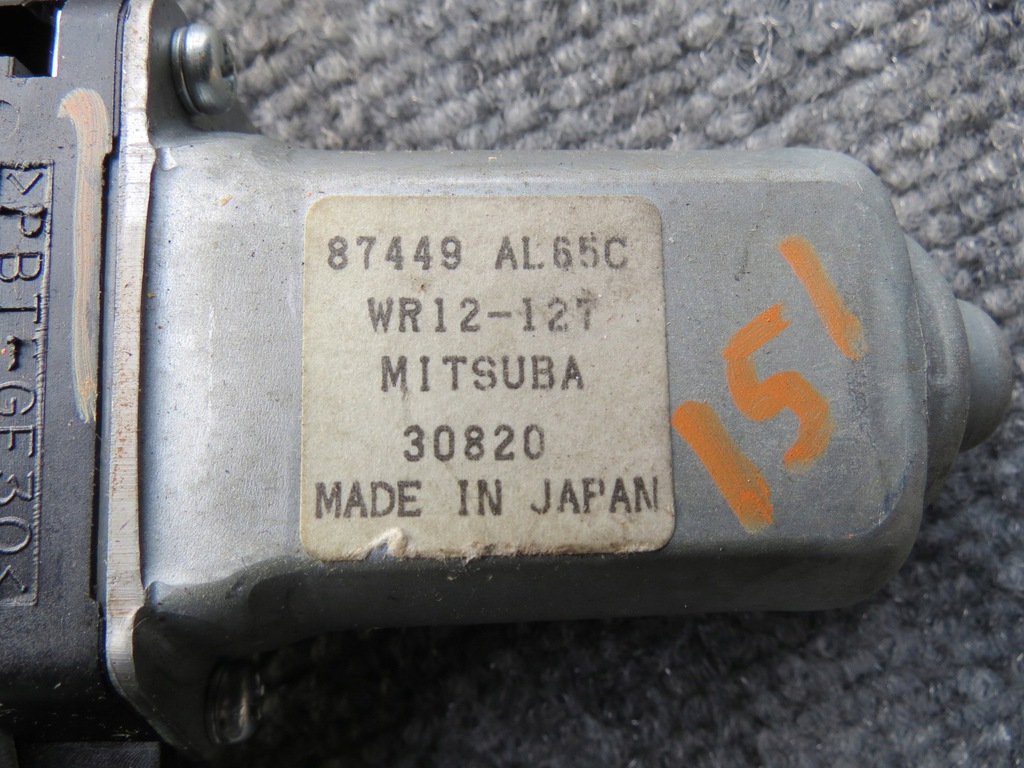 87449 AL65C
WR12-127
MITSUBA
30820
MADE IN JAPAN
151
>PBT-GF30<